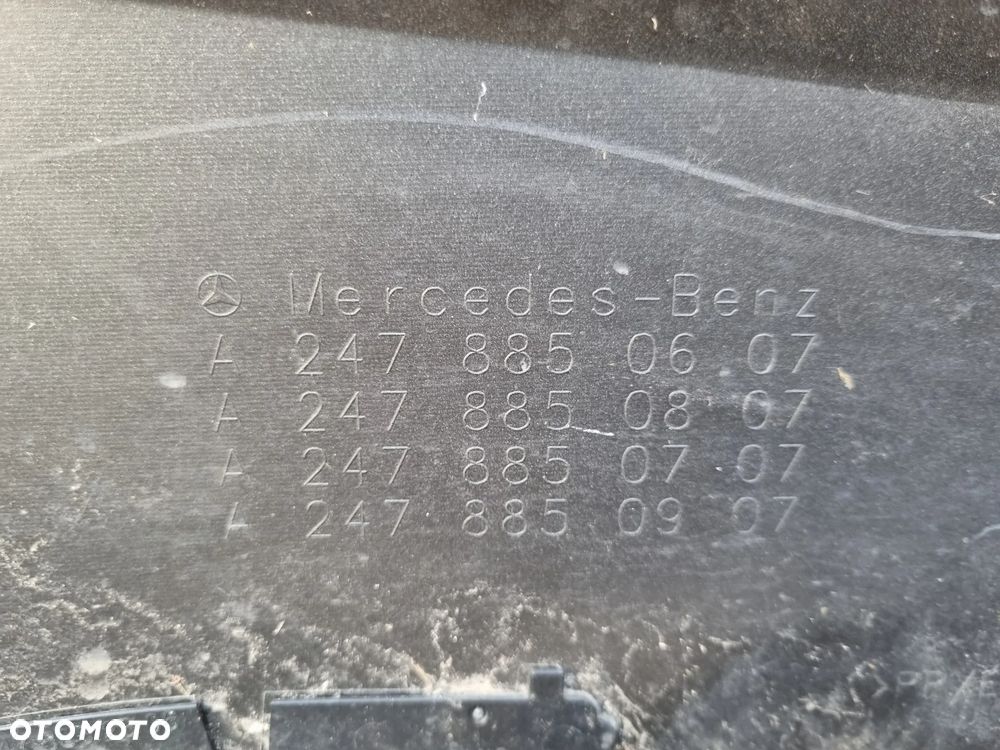 Mercedes-Benz
A 247 885 06 07
A 247 885 08 07
A 247 885 07 07
A 247 885 09 07
>PP/E
OTOMOTO